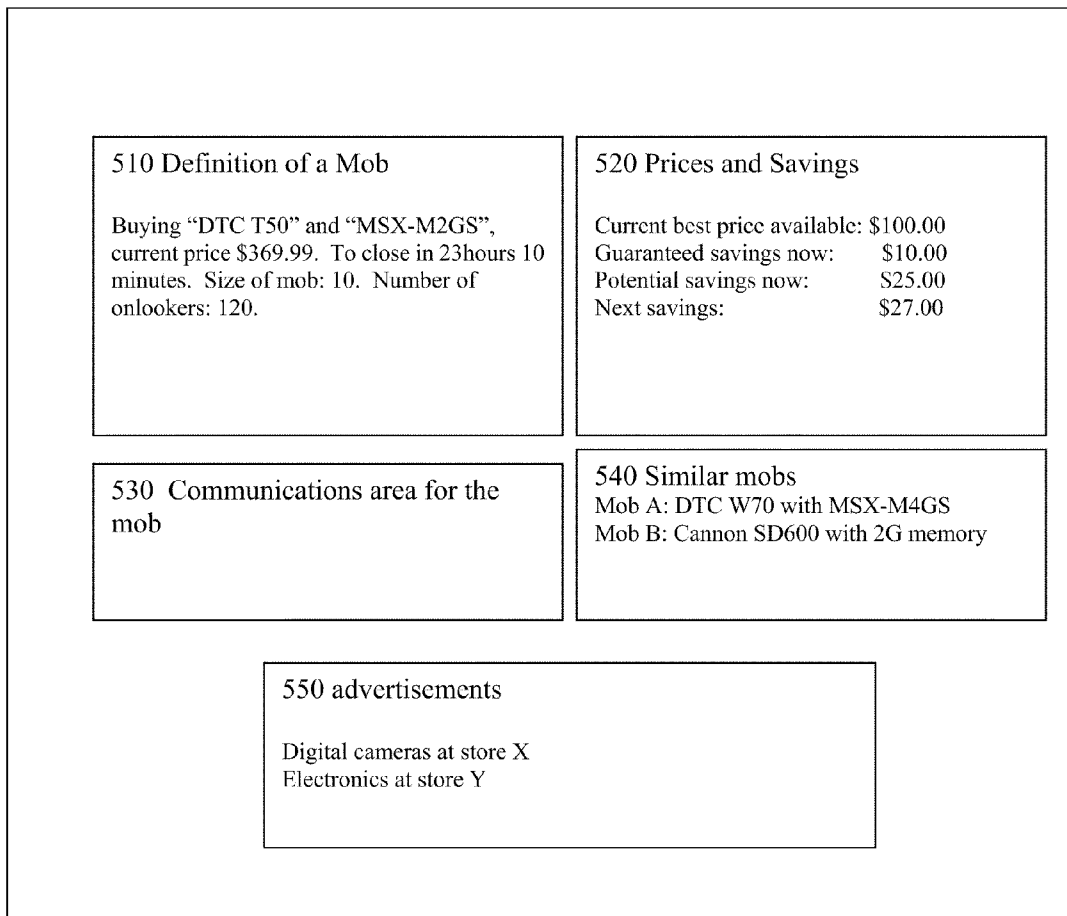 510 Definition of a Mob
Buying “DTC T50” and “MSX-M2GS”,
current price $369.99. To close in 23hours 10
minutes. Size of mob: 10. Number of
onlookers: 120.
520 Prices and Savings
Current best price available: $100.00
Guaranteed savings now: $10.00
Potential savings now: $25.00
Next savings: $27.00
530 Communications area for the
mob
540 Similar mobs
Mob A: DTC W70 with MSX-M4GS
Mob B: Cannon SD600 with 2G memory
550 advertisements
Digital cameras at store X
Electronics at store Y